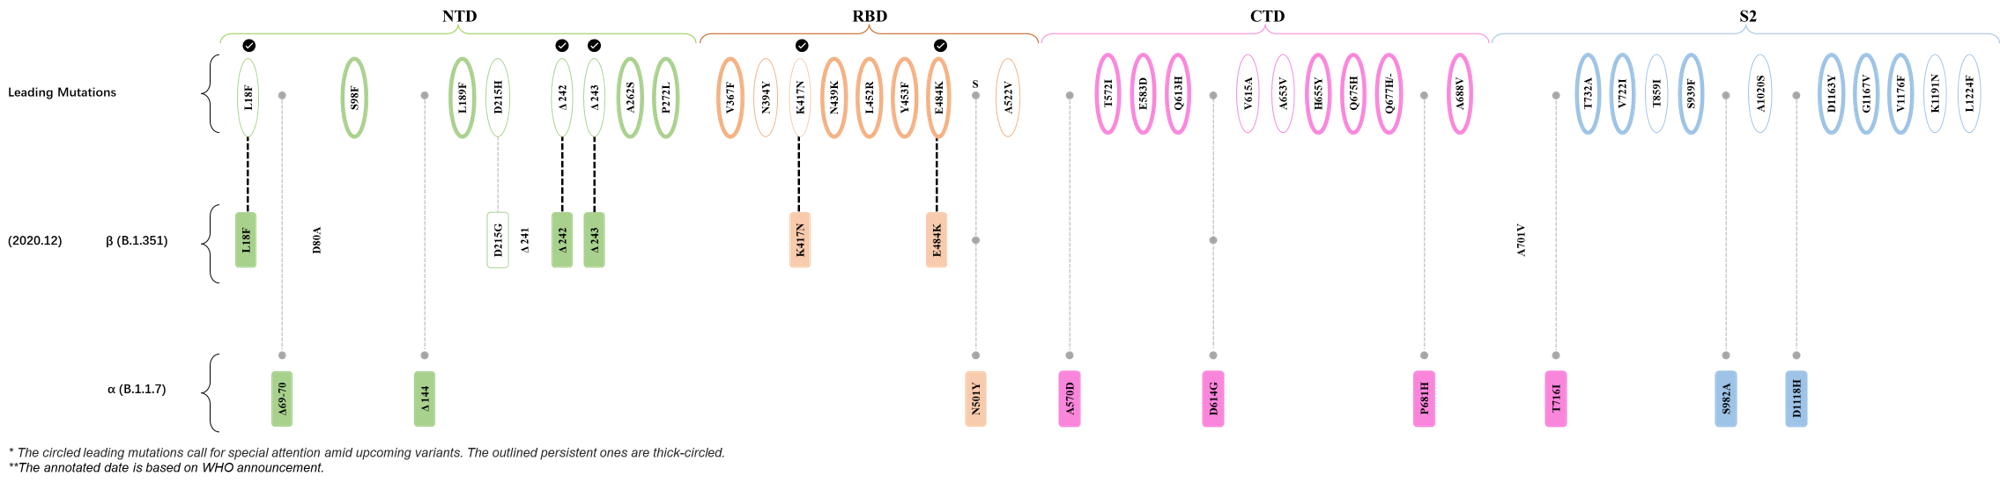 NTD RBD CTD S2
Leading Mutations L18F S98F L189F D215H Δ 242 Δ 243 A262S P272L V367F N394Y K417N N439K L452R Y453F E484K S A522V T572I E583D Q613H V615A A653V H655Y Q675H Q677H/- A688V T732A V722I T859I S939F A1020S D1163Y G1167V V1176F K1191N L1224F
(2020.12) β (B.1.351) L18F D80A D215G Δ 241 Δ 242 Δ 243 K417N E484K A701V
α (B.1.1.7) Δ69-70 Δ 144 N501Y A570D D614G P681H T716I S982A D1118H
* The circled leading mutations call for special attention amid upcoming variants. The outlined persistent ones are thick-circled.
**The annotated date is based on WHO announcement.